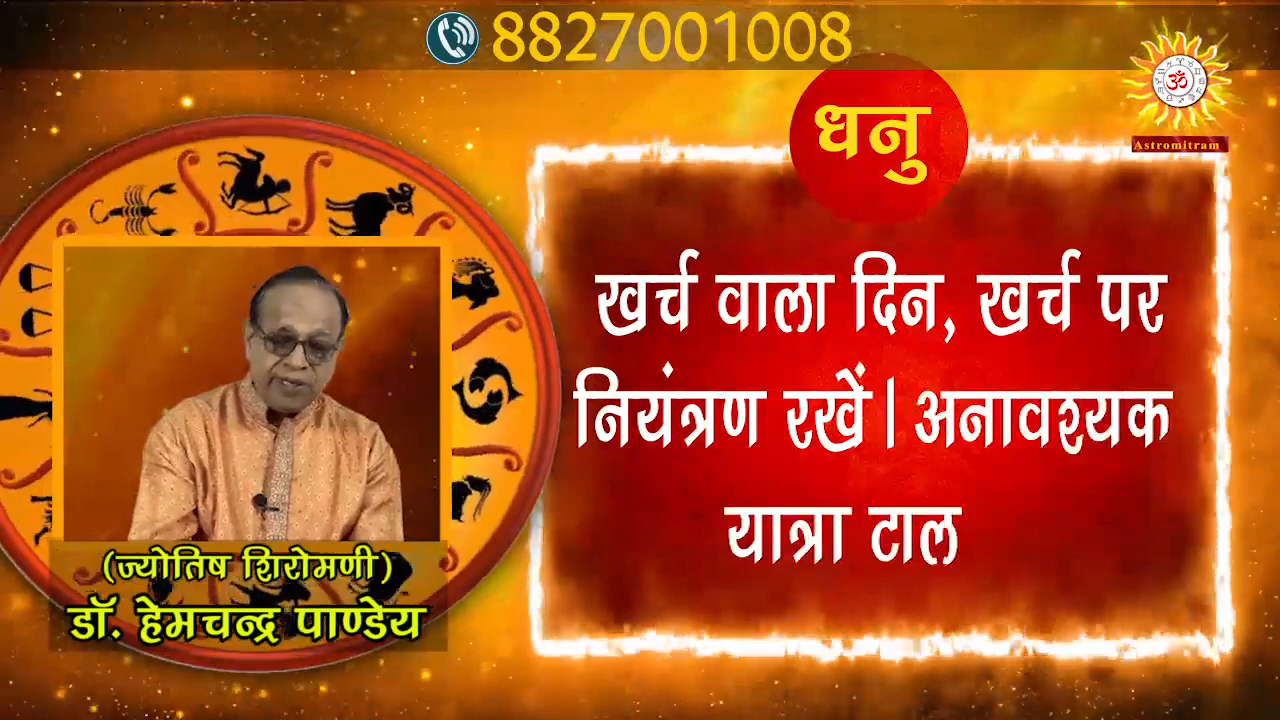 8827001008
Astromitram
धनु
खर्च वाला दिन, खर्च पर
नियंत्रण रखें। अनावश्यक
यात्रा टाल
(ज्योतिष शिरोमणी)
डॉ. हेमचन्द्र पाण्डेय